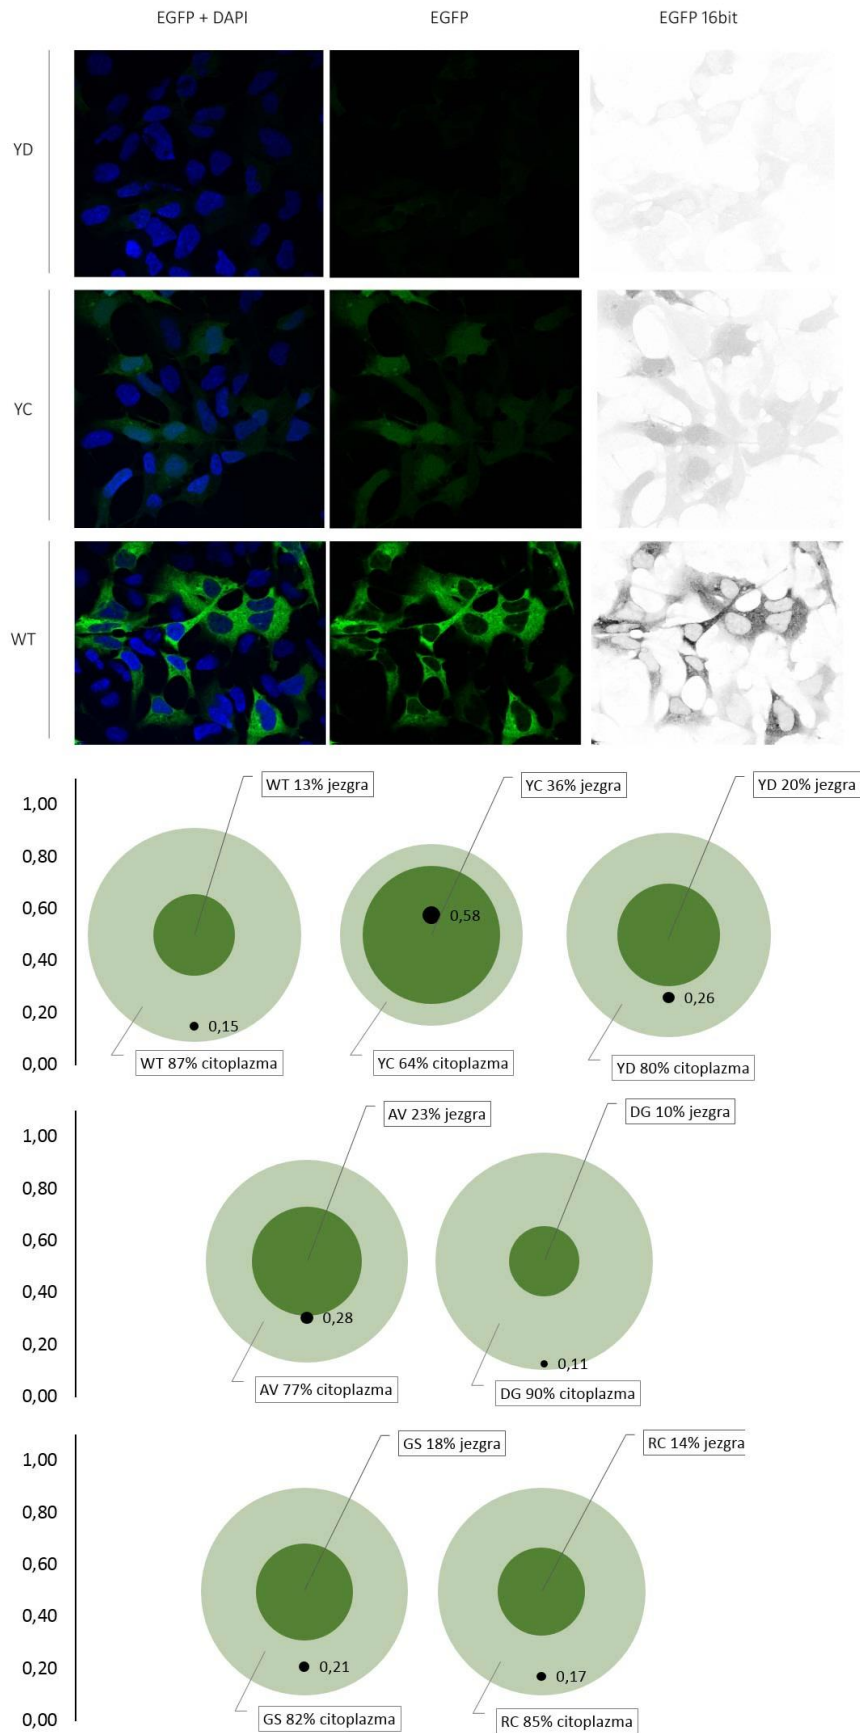 EGFP + DAPI EGFP EGFP 16bit
YD
YC
WT
WT 13% jezgra YC 36% jezgra YD 20% jezgra
1,00
0,80
0,60
0,58
0,40
0,26
0,20
0,15
0,00
WT 87% citoplazma YC 64% citoplazma YD 80% citoplazma
AV 23% jezgra DG 10% jezgra
1,00
0,80
0,60
0,40
0,28
0,20
0,11
0,00
AV 77% citoplazma DG 90% citoplazma
GS 18% jezgra RC 14% jezgra
1,00
0,80
0,60
0,40
0,20
0,21 0,17
0,00
GS 82% citoplazma RC 85% citoplazma